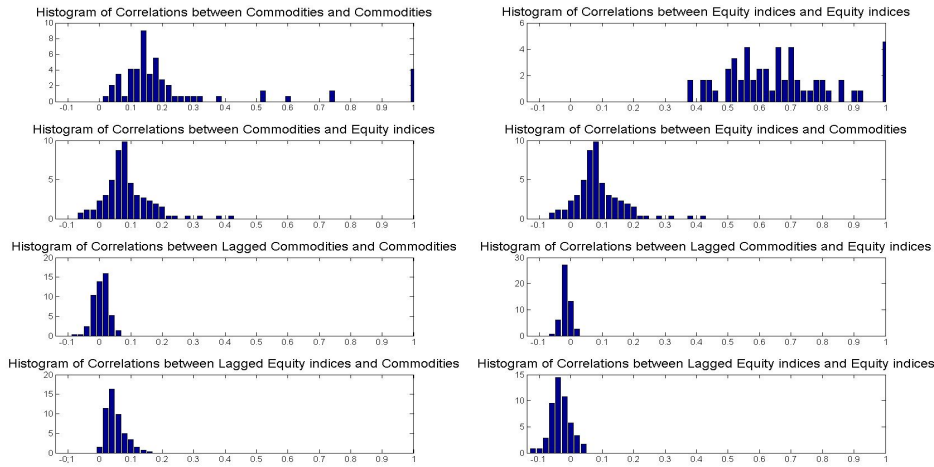 Histogram of Correlations between Commodities and Commodities
10
8
6
4
2
0
-0.1 0 0.1 0.2 0.3 0.4 0.5 0.6 0.7 0.8 0.9 1
Histogram of Correlations between Equity indices and Equity indices
6
4
2
0
-0.1 0 0.1 0.2 0.3 0.4 0.5 0.6 0.7 0.8 0.9 1
Histogram of Correlations between Commodities and Equity indices
10
5
0
-0.1 0 0.1 0.2 0.3 0.4 0.5 0.6 0.7 0.8 0.9 1
Histogram of Correlations between Equity indices and Commodities
10
5
0
-0.1 0 0.1 0.2 0.3 0.4 0.5 0.6 0.7 0.8 0.9 1
Histogram of Correlations between Lagged Commodities and Commodities
20
15
10
5
0
-0.1 0 0.1 0.2 0.3 0.4 0.5 0.6 0.7 0.8 0.9 1
Histogram of Correlations between Lagged Commodities and Equity indices
30
20
10
0
-0.1 0 0.1 0.2 0.3 0.4 0.5 0.6 0.7 0.8 0.9 1
Histogram of Correlations between Lagged Equity indices and Commodities
20
15
10
5
0
-0.1 0 0.1 0.2 0.3 0.4 0.5 0.6 0.7 0.8 0.9 1
Histogram of Correlations between Lagged Equity indices and Equity indices
15
10
5
0
-0.1 0 0.1 0.2 0.3 0.4 0.5 0.6 0.7 0.8 0.9 1